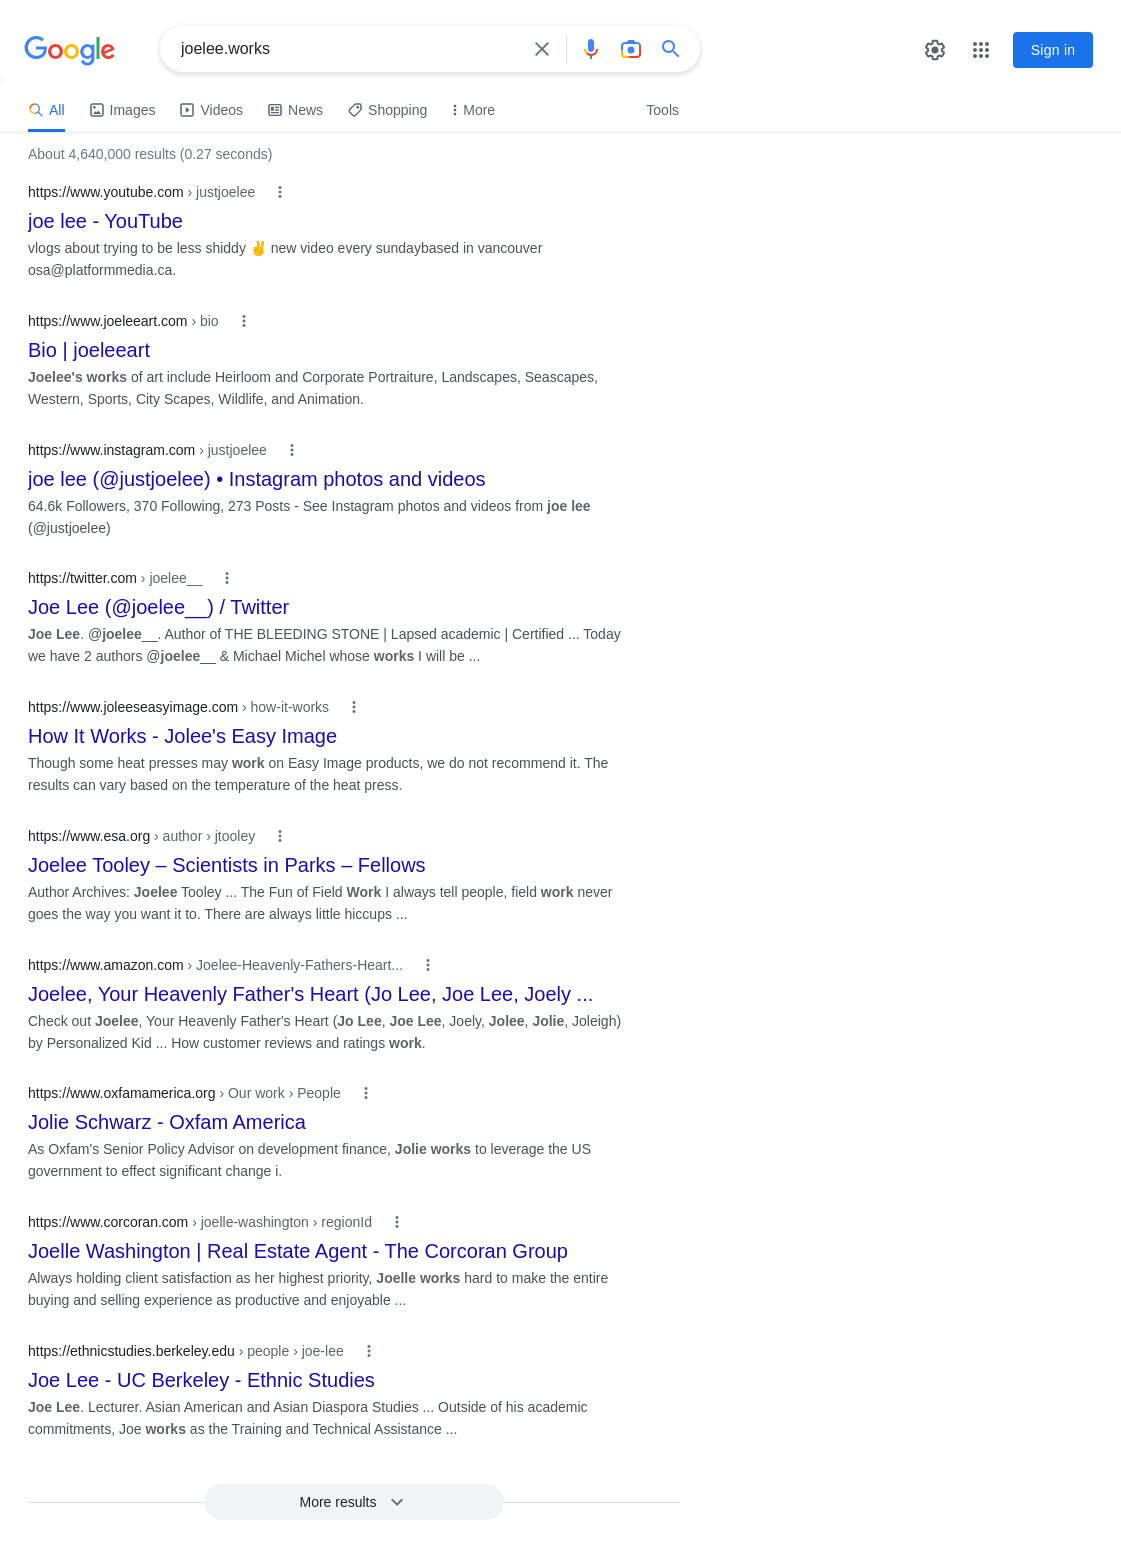 Google
joelee.works
Sign in
All Images Videos News Shopping More Tools
About 4,640,000 results (0.27 seconds)
https://www.youtube.com › justjoelee
joe lee - YouTube
vlogs about trying to be less shiddy ✌ new video every sundaybased in vancouver
osa@platformmedia.ca.
https://www.joeleeart.com › bio
Bio | joeleeart
Joelee's works of art include Heirloom and Corporate Portraiture, Landscapes, Seascapes,
Western, Sports, City Scapes, Wildlife, and Animation.
https://www.instagram.com › justjoelee
joe lee (@justjoelee) • Instagram photos and videos
64.6k Followers, 370 Following, 273 Posts - See Instagram photos and videos from joe lee
(@justjoelee)
https://twitter.com › joelee__
Joe Lee (@joelee__) / Twitter
Joe Lee. @joelee__. Author of THE BLEEDING STONE | Lapsed academic | Certified ... Today
we have 2 authors @joelee__ & Michael Michel whose works I will be ...
https://www.joleeseasyimage.com › how-it-works
How It Works - Jolee's Easy Image
Though some heat presses may work on Easy Image products, we do not recommend it. The
results can vary based on the temperature of the heat press.
https://www.esa.org › author › jtooley
Joelee Tooley – Scientists in Parks – Fellows
Author Archives: Joelee Tooley ... The Fun of Field Work I always tell people, field work never
goes the way you want it to. There are always little hiccups ...
https://www.amazon.com › Joelee-Heavenly-Fathers-Heart...
Joelee, Your Heavenly Father's Heart (Jo Lee, Joe Lee, Joely ...
Check out Joelee, Your Heavenly Father's Heart (Jo Lee, Joe Lee, Joely, Jolee, Jolie, Joleigh)
by Personalized Kid ... How customer reviews and ratings work.
https://www.oxfamamerica.org › Our work › People
Jolie Schwarz - Oxfam America
As Oxfam's Senior Policy Advisor on development finance, Jolie works to leverage the US
government to effect significant change i.
https://www.corcoran.com › joelle-washington › regionId
Joelle Washington | Real Estate Agent - The Corcoran Group
Always holding client satisfaction as her highest priority, Joelle works hard to make the entire
buying and selling experience as productive and enjoyable ...
https://ethnicstudies.berkeley.edu › people › joe-lee
Joe Lee - UC Berkeley - Ethnic Studies
Joe Lee. Lecturer. Asian American and Asian Diaspora Studies ... Outside of his academic
commitments, Joe works as the Training and Technical Assistance ...
More results